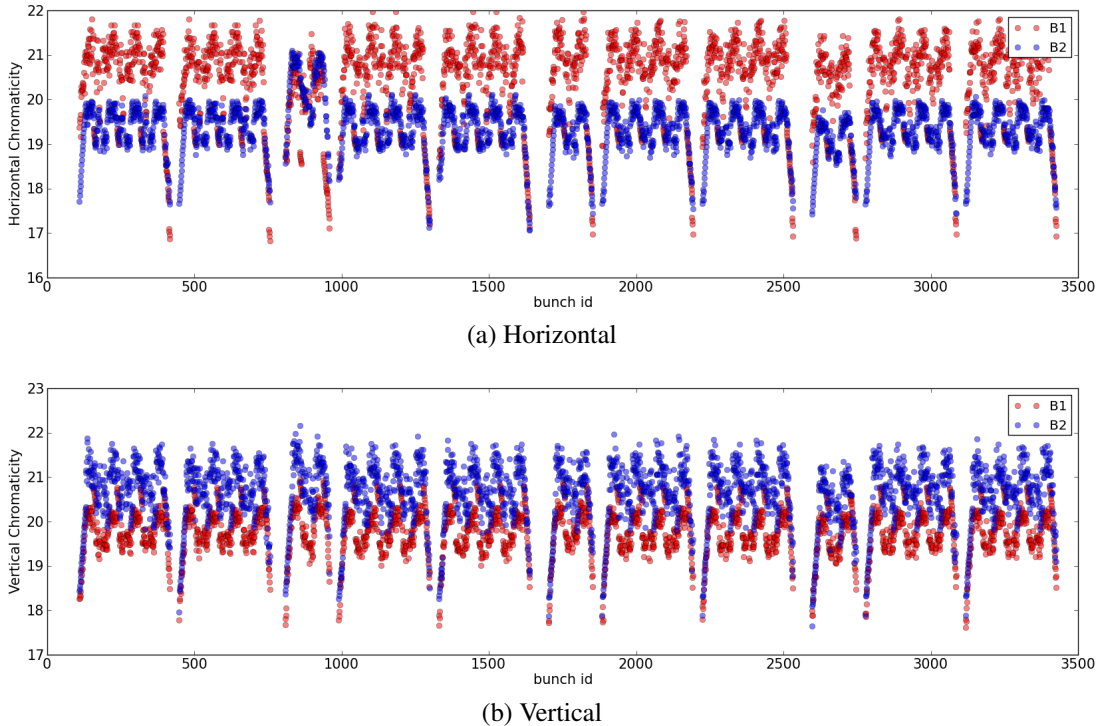 22
21
20
19
18
17
16
Horizontal Chromaticity
B1
B2
0 500 1000 1500 2000 2500 3000 3500
bunch id
(a) Horizontal
23
22
21
20
19
18
17
Vertical Chromaticity
B1
B2
0 500 1000 1500 2000 2500 3000 3500
bunch id
(b) Vertical